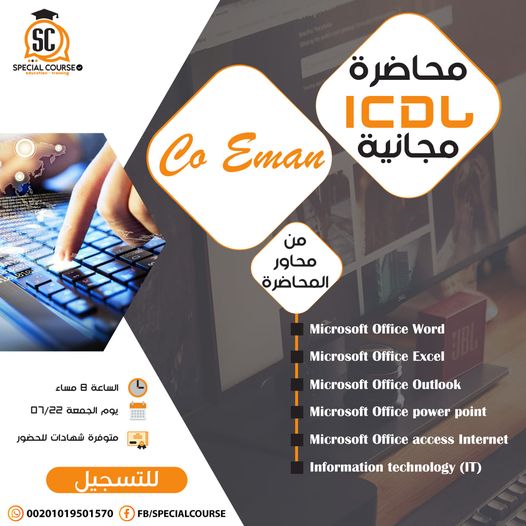 SC
SPECIAL COURSE
education - training
محاضرة
ICDL
مجانية
Co Eman
من
محاور
المحاضرة
Microsoft Office Word
Microsoft Office Excel
Microsoft Office Outlook
Microsoft Office power point
Microsoft Office access Internet
Information technology (IT)
JBL
الساعة 8 مساء
يوم الجمعة 07/22
متوفرة شهادات للحضور
للتسجيل
00201019501570
FB/SPECIALCOURSE